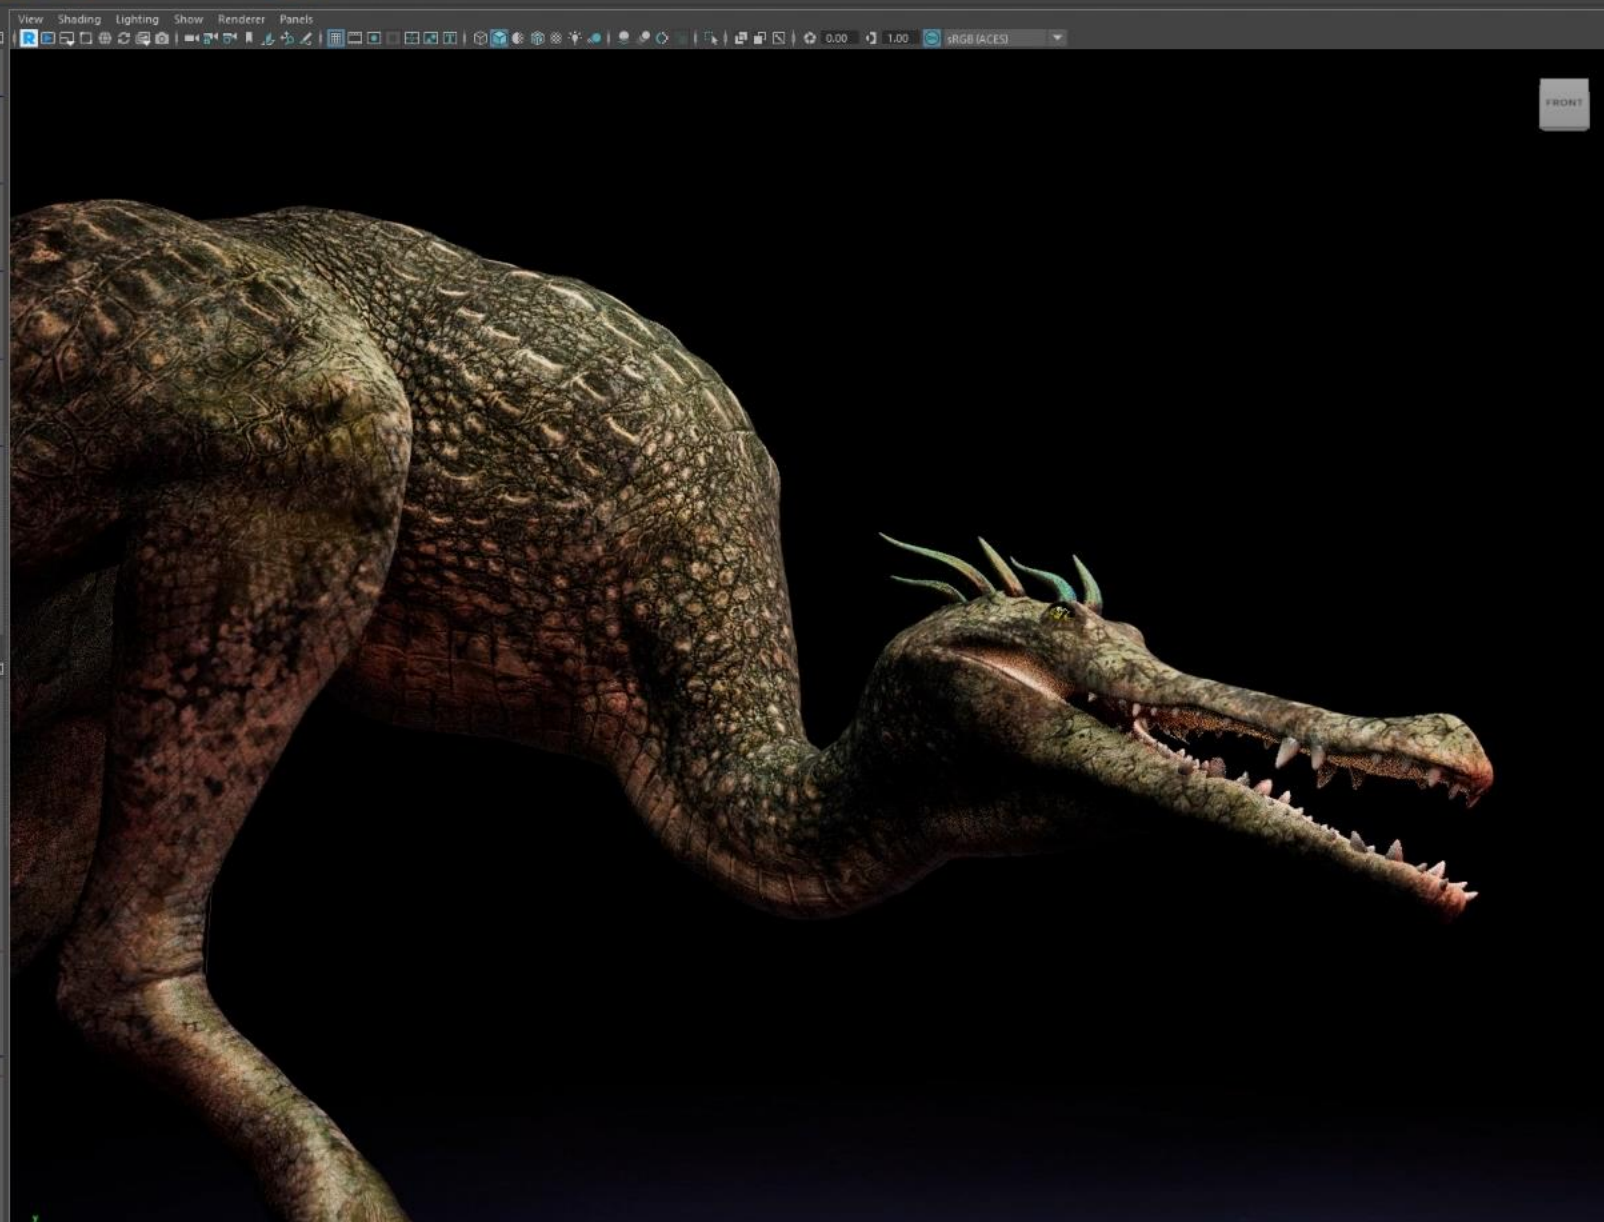 View Shading Lighting Show Renderer Panels
R 0.00 1.00 sRGB (ACES)
FRONT